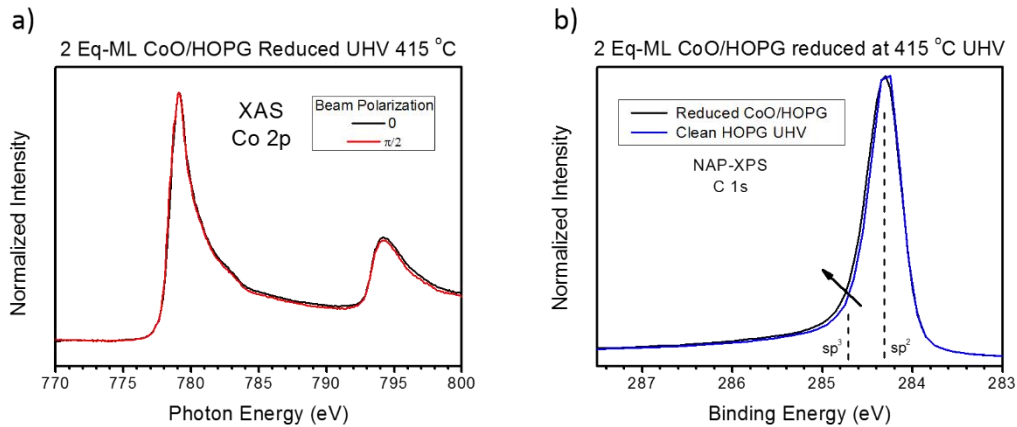 a)
2 Eq-ML CoO/HOPG Reduced UHV 415 °C
XAS
Co 2p
Beam Polarization
0
π/2
Normalized Intensity
770 775 780 785 790 795 800
Photon Energy (eV)
b)
2 Eq-ML CoO/HOPG reduced at 415 °C UHV
Reduced CoO/HOPG
Clean HOPG UHV
NAP-XPS
C 1s
sp³ sp²
Normalized Intensity
287 286 285 284 283
Binding Energy (eV)